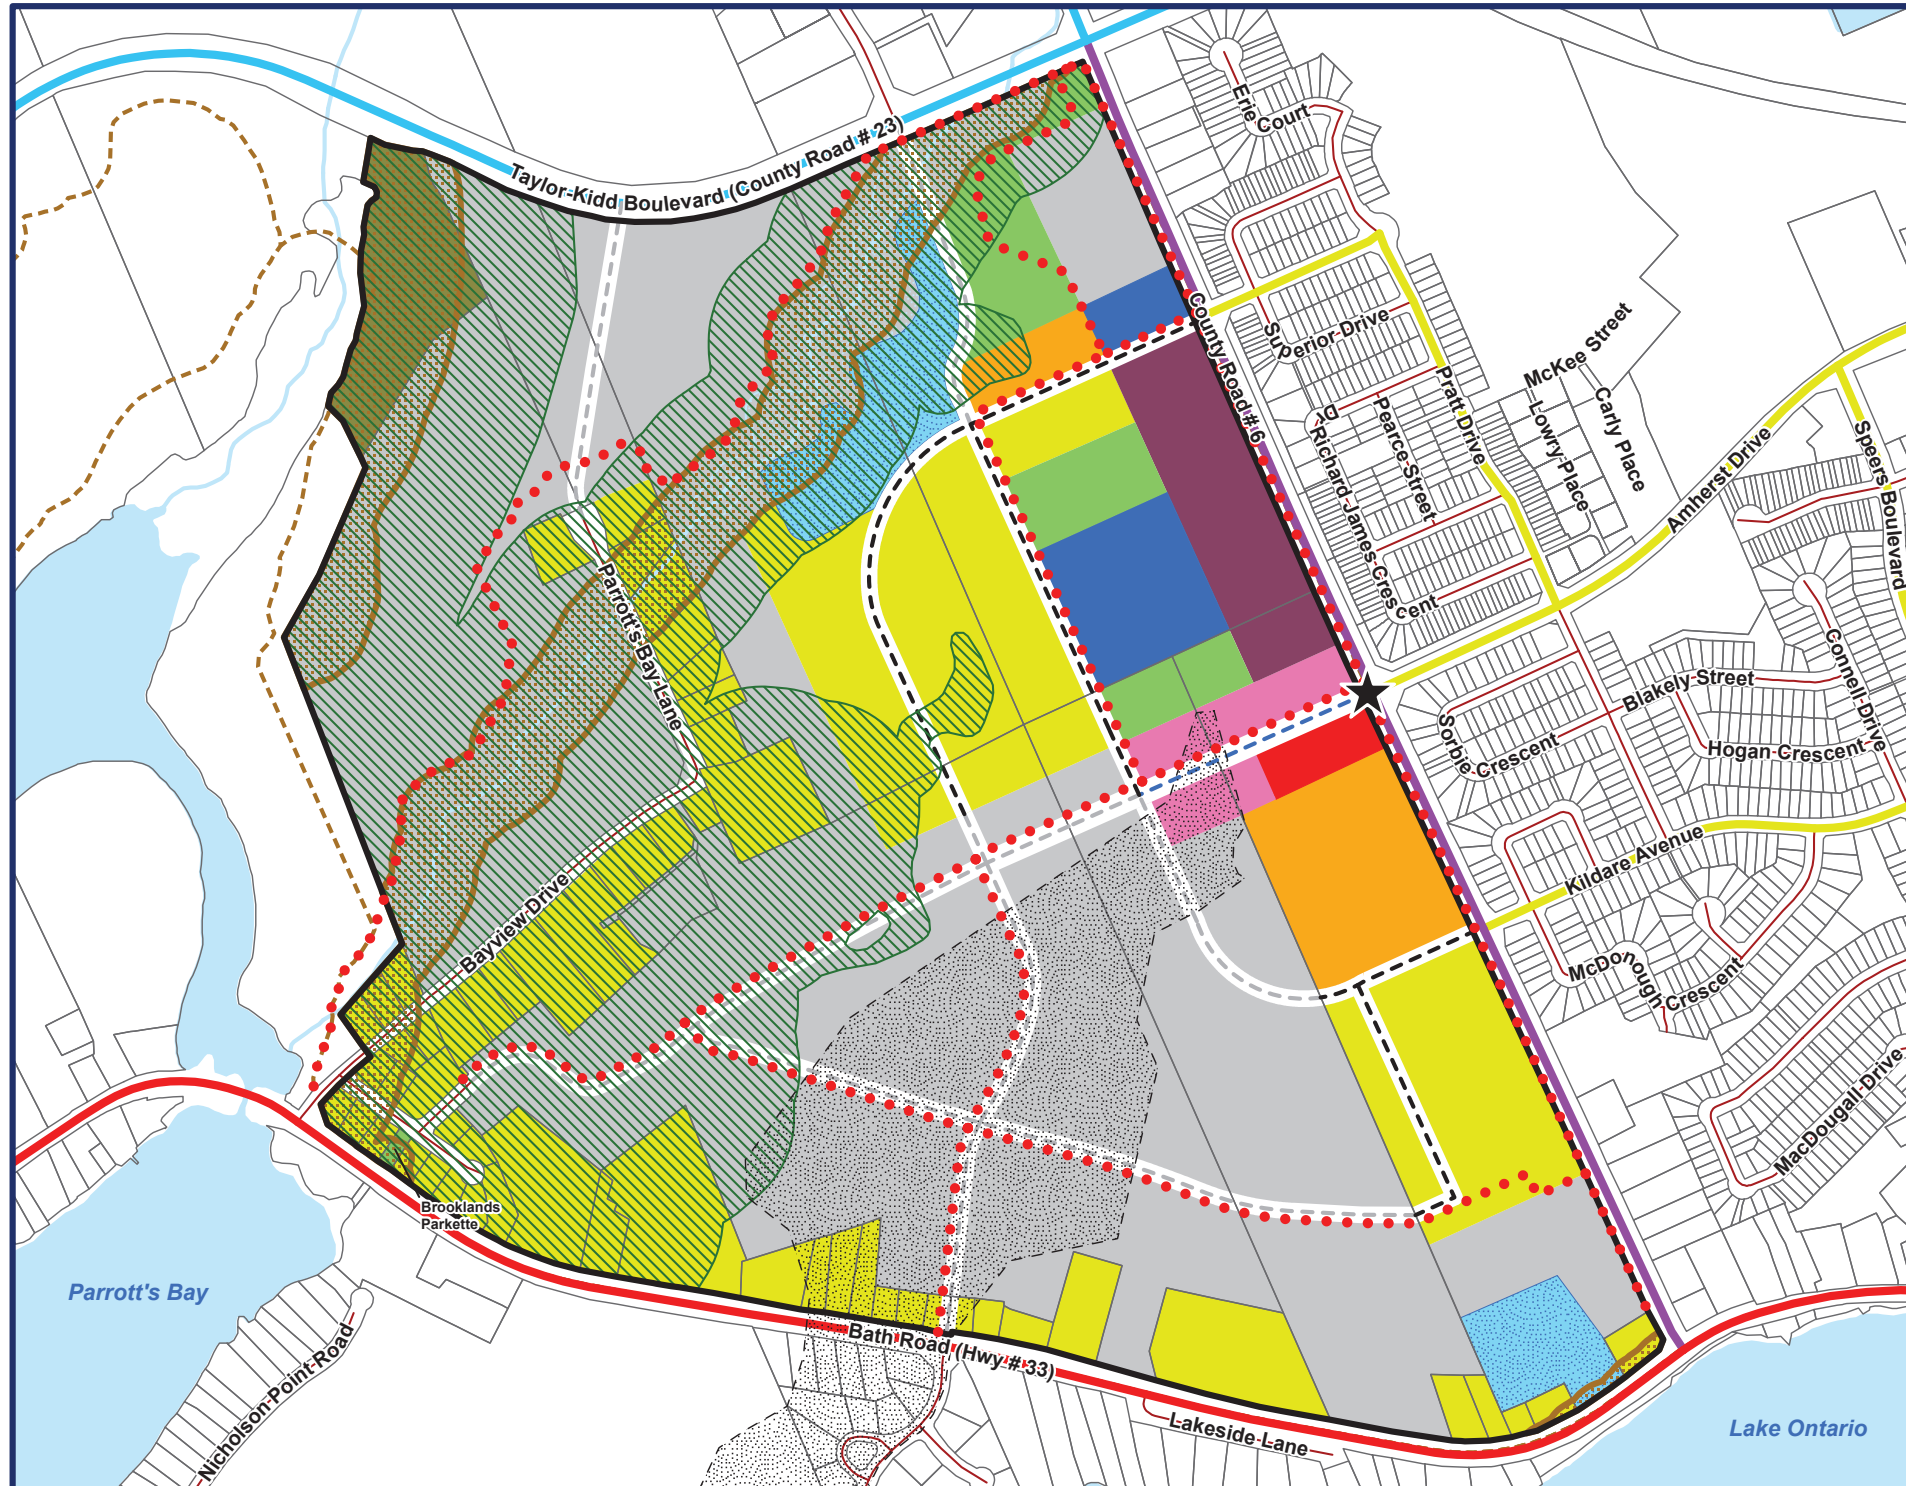 Taylor-Kidd Boulevard (County Road # 23)
Erie Court
County Road # 6
Superior Drive
McKee Street
Pratt Drive
Dr
Richard James Crescent
Pearce Street
Lowry Place
Carly Place
Amherst Drive
Speers Boulevard
Parrott's Bay Lane
Connell Drive
Blakely Street
Sorbie Crescent
Hogan Crescent
Kildare Avenue
Bayview Drive
McDonough Crescent
MacDougall Drive
Brooklands
Parkette
Parrott's Bay
Nicholson Point Road
Bath Road (Hwy # 33)
Lakeside Lane
Lake Ontario